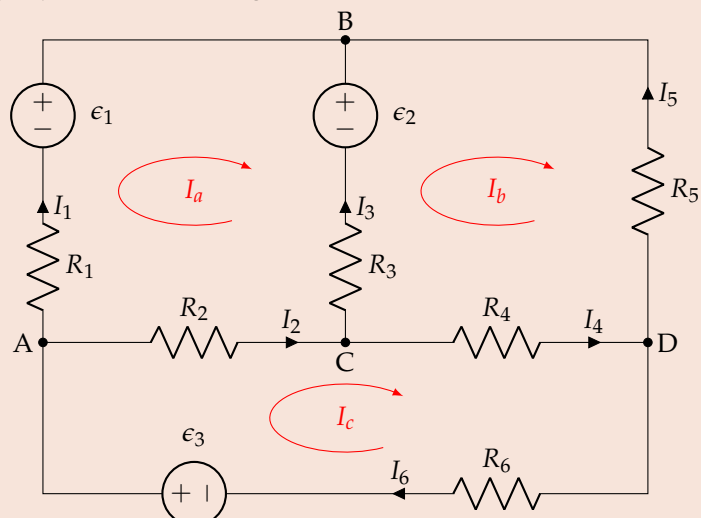 B
+
−
ϵ1
+
−
ϵ2
I5
Ia
Ib
R5
I1
I3
R1
R3
R2
I2
R4
I4
A
C
D
Ic
ϵ3
+ −
I6
R6